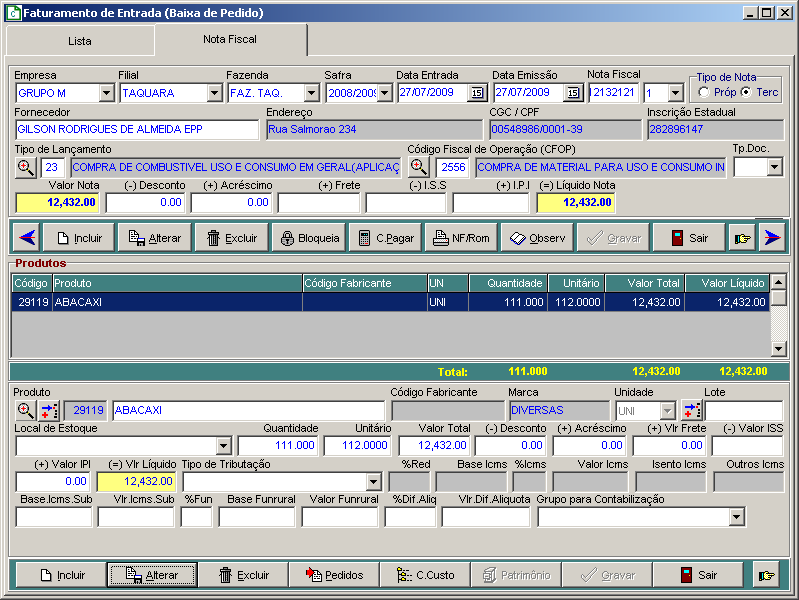 Faturamento de Entrada (Baixa de Pedido)
Lista Nota Fiscal
Empresa Filial Fazenda Safra Data Entrada Data Emissão Nota Fiscal Tipo de Nota
GRUPO M TAQUARA FAZ. TAQ. 2008/2009 27/07/2009 15 27/07/2009 15 2132121 1 Próp Terc
Fornecedor Endereço CGC / CPF Inscrição Estadual
GILSON RODRIGUES DE ALMEIDA EPP Rua Salmorao 234 00548986/0001-39 282896147
Tipo de Lançamento Código Fiscal de Operação (CFOP) Tp.Doc.
23 COMPRA DE COMBUSTIVEL USO E CONSUMO EM GERAL(APLICAÇ 2556 COMPRA DE MATERIAL PARA USO E CONSUMO IN
Valor Nota (-) Desconto (+) Acréscimo (+) Frete (-) I.S.S (+) I.P.I (=) Líquido Nota
12,432.00 0.00 0.00 12,432.00
Incluir Alterar Excluir Bloqueia C.Pagar NF/Rom Observ Gravar Sair
Produtos
Código Produto Código Fabricante UN Quantidade Unitário Valor Total Valor Líquido
29119 ABACAXI UNI 111.000 112.0000 12,432.00 12,432.00
Total: 111.000 12,432.00 12,432.00
Produto Código Fabricante Marca Unidade Lote
29119 ABACAXI DIVERSAS UNI
Local de Estoque Quantidade Unitário Valor Total (-) Desconto (+) Acréscimo (+) Vlr Frete (-) Valor ISS
111.000 112.0000 12,432.00 0.00 0.00 0.00
(+) Valor IPI (=) Vlr Líquido Tipo de Tributação %Red Base Icms %Icms Valor Icms Isento Icms Outros Icms
0.00 12,432.00
Base.Icms.Sub Vlr.Icms.Sub %Fun Base Funrural Valor Funrural %Dif.Aliq Vlr.Dif.Aliquota Grupo para Contabilização
Incluir Alterar Excluir Pedidos C.Custo Patrimônio Gravar Sair